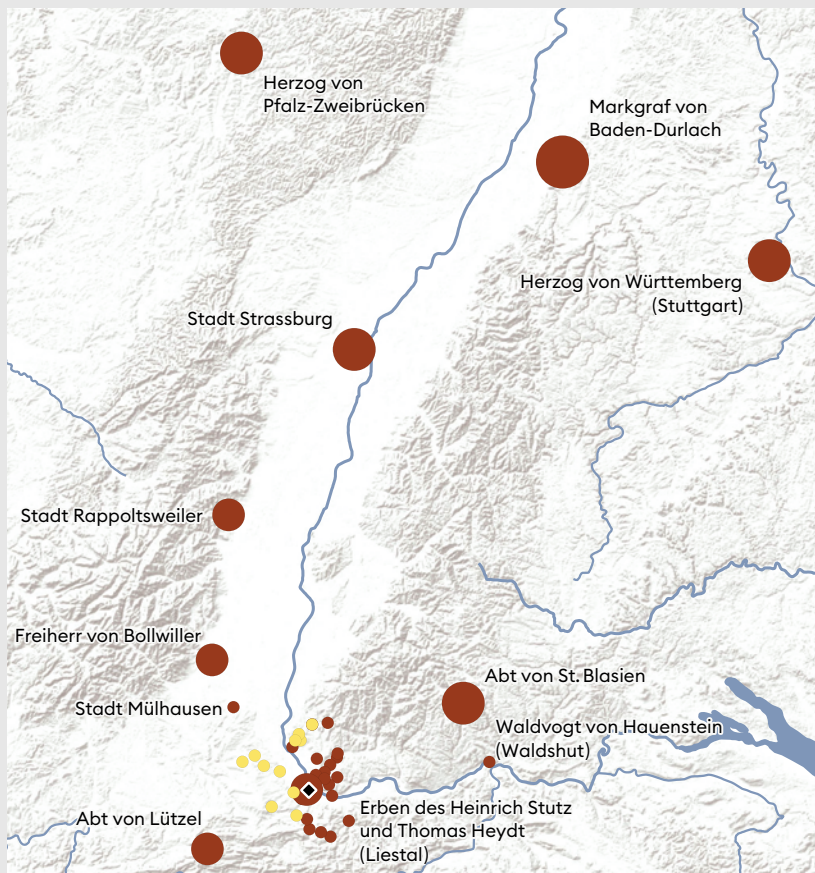 Herzog von
Pfalz-Zweibrücken
Markgraf von
Baden-Durlach
Herzog von Württemberg
(Stuttgart)
Stadt Strassburg
Stadt Rappoltsweiler
Freiherr von Bollwiller
Stadt Mülhausen
Abt von St. Blasien
Waldvogt von Hauenstein
(Waldshut)
Erben des Heinrich Stutz
und Thomas Heydt
(Liestal)
Abt von Lützel